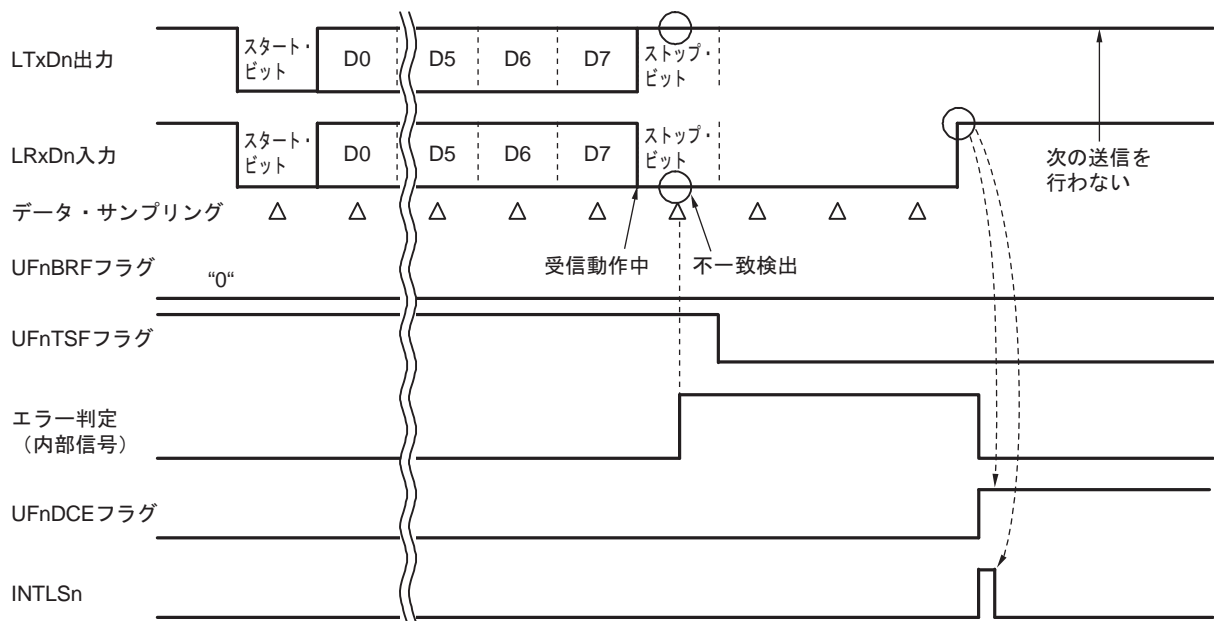 LTxDn出力
スタート・
ビット
D0
D5
D6
D7
ストップ・
ビット
LRxDn入力
スタート・
ビット
D0
D5
D6
D7
ストップ・
ビット
次の送信を
行わない
データ・サンプリング
受信動作中
不一致検出
UFnBRFフラグ
“0“
UFnTSFフラグ
エラー判定
（内部信号）
UFnDCEフラグ
INTLSn